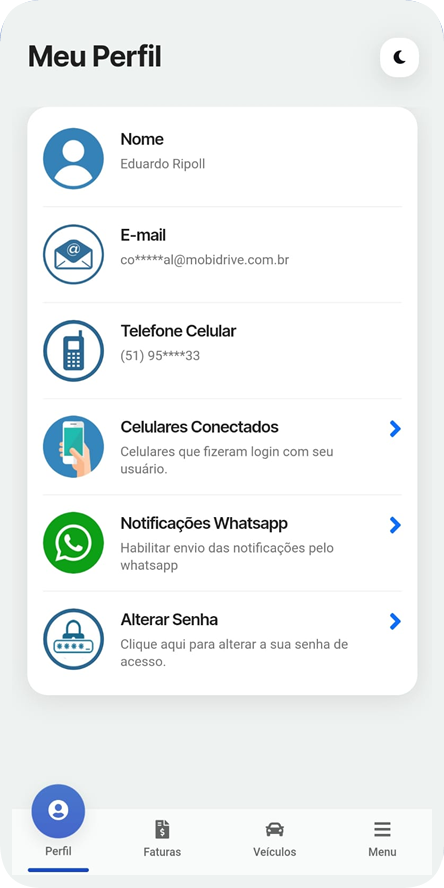 Meu Perfil
Nome
Eduardo Ripoll
E-mail
co*****al@mobidrive.com.br
Telefone Celular
(51) 95****33
Celulares Conectados
Celulares que fizeram login com seu
usuário.
Notificações Whatsapp
Habilitar envio das notificações pelo
whatsapp
Alterar Senha
Clique aqui para alterar a sua senha de
acesso.
Perfil
Faturas
Veículos
Menu